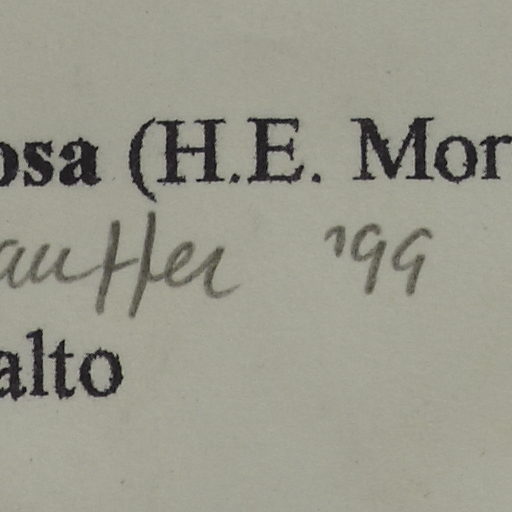 osa (H.E. Mor
auffer '99
alto